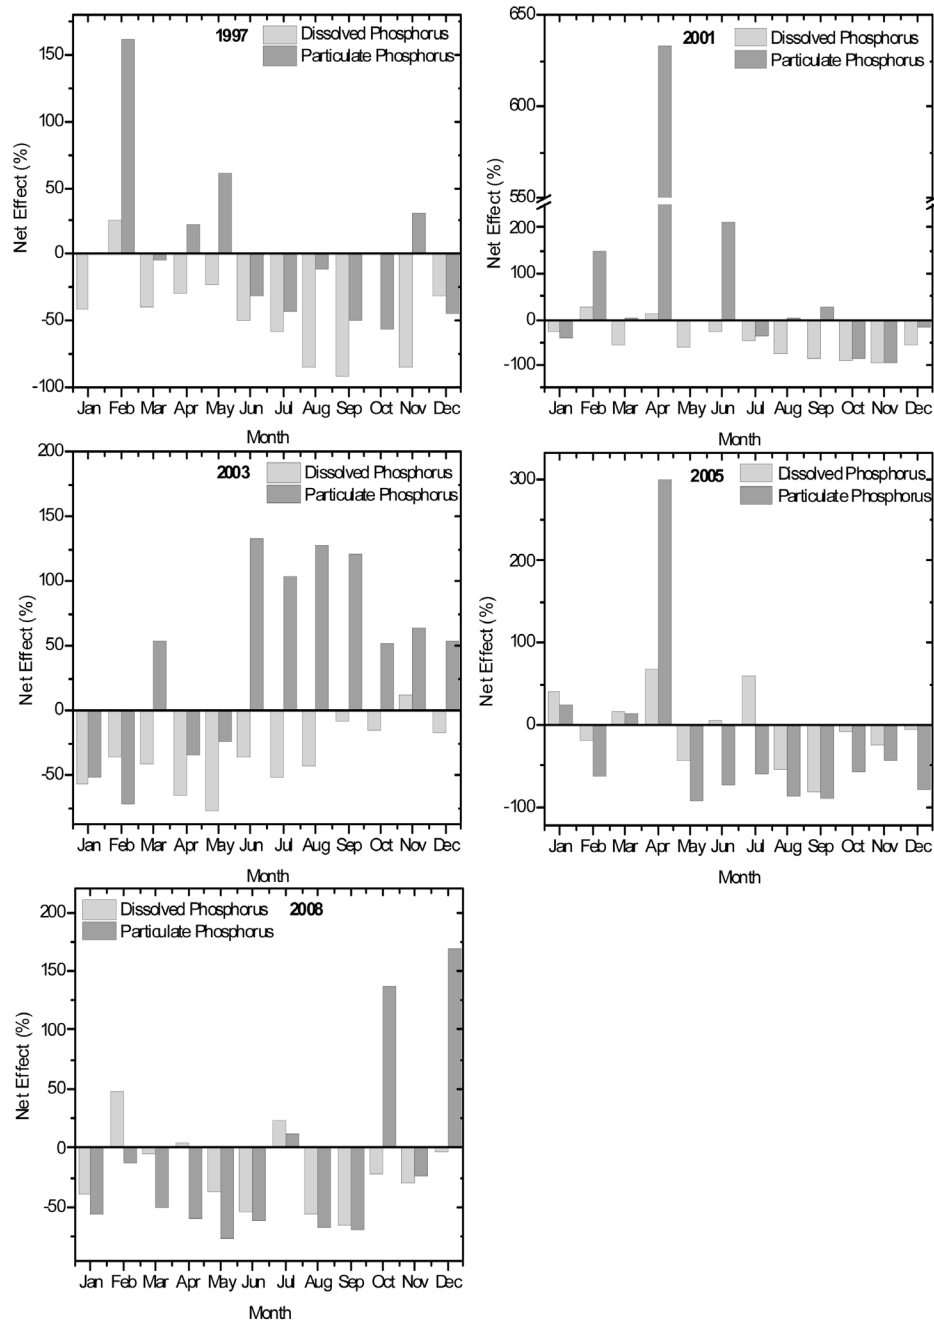 1997
Dissolved Phosphorus
Particulate Phosphorus
Net Effect (%)
150
100
50
0
-50
-100
Jan Feb Mar Apr May Jun Jul Aug Sep Oct Nov Dec
Month
2001
Dissolved Phosphorus
Particulate Phosphorus
Net Effect (%)
650
600
550
200
100
0
-100
Jan Feb Mar Apr May Jun Jul Aug Sep Oct Nov Dec
Month
2003
Dissolved Phosphorus
Particulate Phosphorus
Net Effect (%)
200
150
100
50
0
-50
Jan Feb Mar Apr May Jun Jul Aug Sep Oct Nov Dec
Month
2005
Dissolved Phosphorus
Particulate Phosphorus
Net Effect (%)
300
200
100
0
-100
Jan Feb Mar Apr May Jun Jul Aug Sep Oct Nov Dec
Month
Dissolved Phosphorus 2008
Particulate Phosphorus
Net Effect (%)
200
150
100
50
0
-50
Jan Feb Mar Apr May Jun Jul Aug Sep Oct Nov Dec
Month